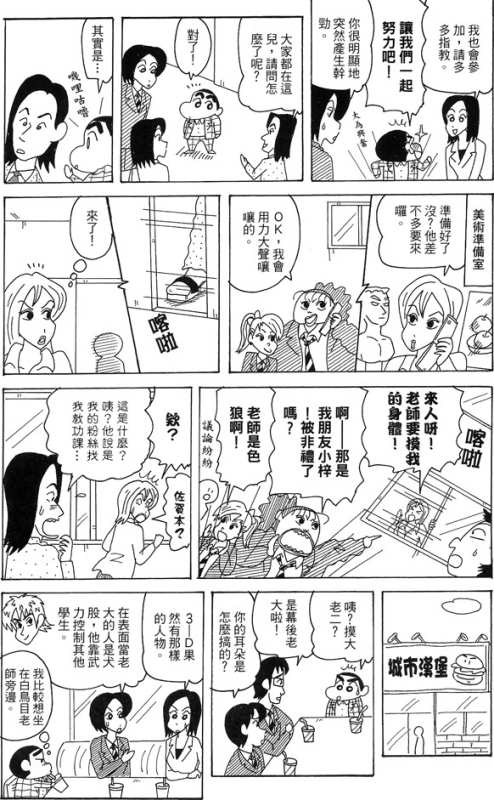 我也會參
加，請多
多指教。
讓我們一起
努力吧！
大為興奮
你很明顯地
突然產生幹
勁。
大家都在這
兒，請問怎
麼了呢？
對了！
其實是…
嘰哩咕嚕
美術準備室
準備好了
沒？他差
不多要來
囉。
OK，我會
用力大聲嚷
嚷的。
喀啦
來了！
喀啦
來人呀！
老師要摸我
的身體！
啊——那是
我朋友小梓
！被非禮了
嗎？
老師是色
狼啊！
議論紛紛
欸？
佐賀本？
這是什麼？
咦？他說是
我的粉絲找
我教功課…
城市漢堡
咦？摸大
老二？
是幕後老
大啦！
你的耳朵是
怎麼搞的？
3—D果
然有那樣
的人物。
在表面當老
大的人是犬
股，他靠武
力控制其他
學生。
我比較想坐
在白鳥目老
師旁邊。